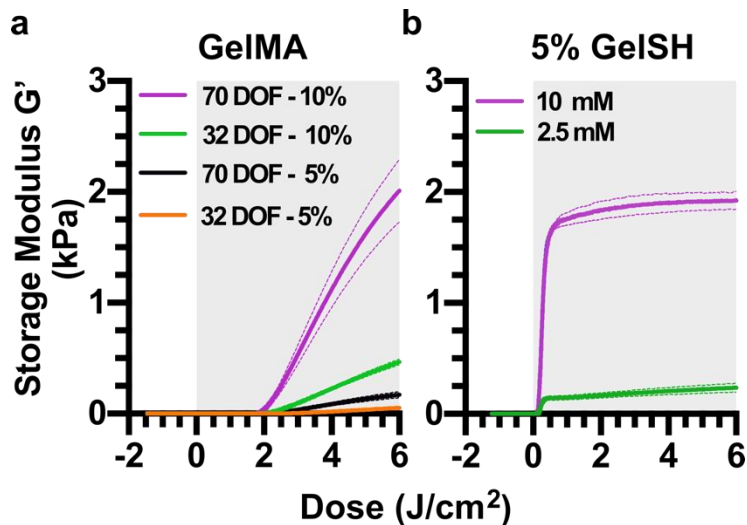 a
GelMA
b
5% GelSH
Storage Modulus G'
(kPa)
3
2
1
0
70 DOF - 10%
32 DOF - 10%
70 DOF - 5%
32 DOF - 5%
-2
0
2
4
6
3
2
1
0
10 mM
2.5 mM
-2
0
2
4
6
Dose (J/cm²)